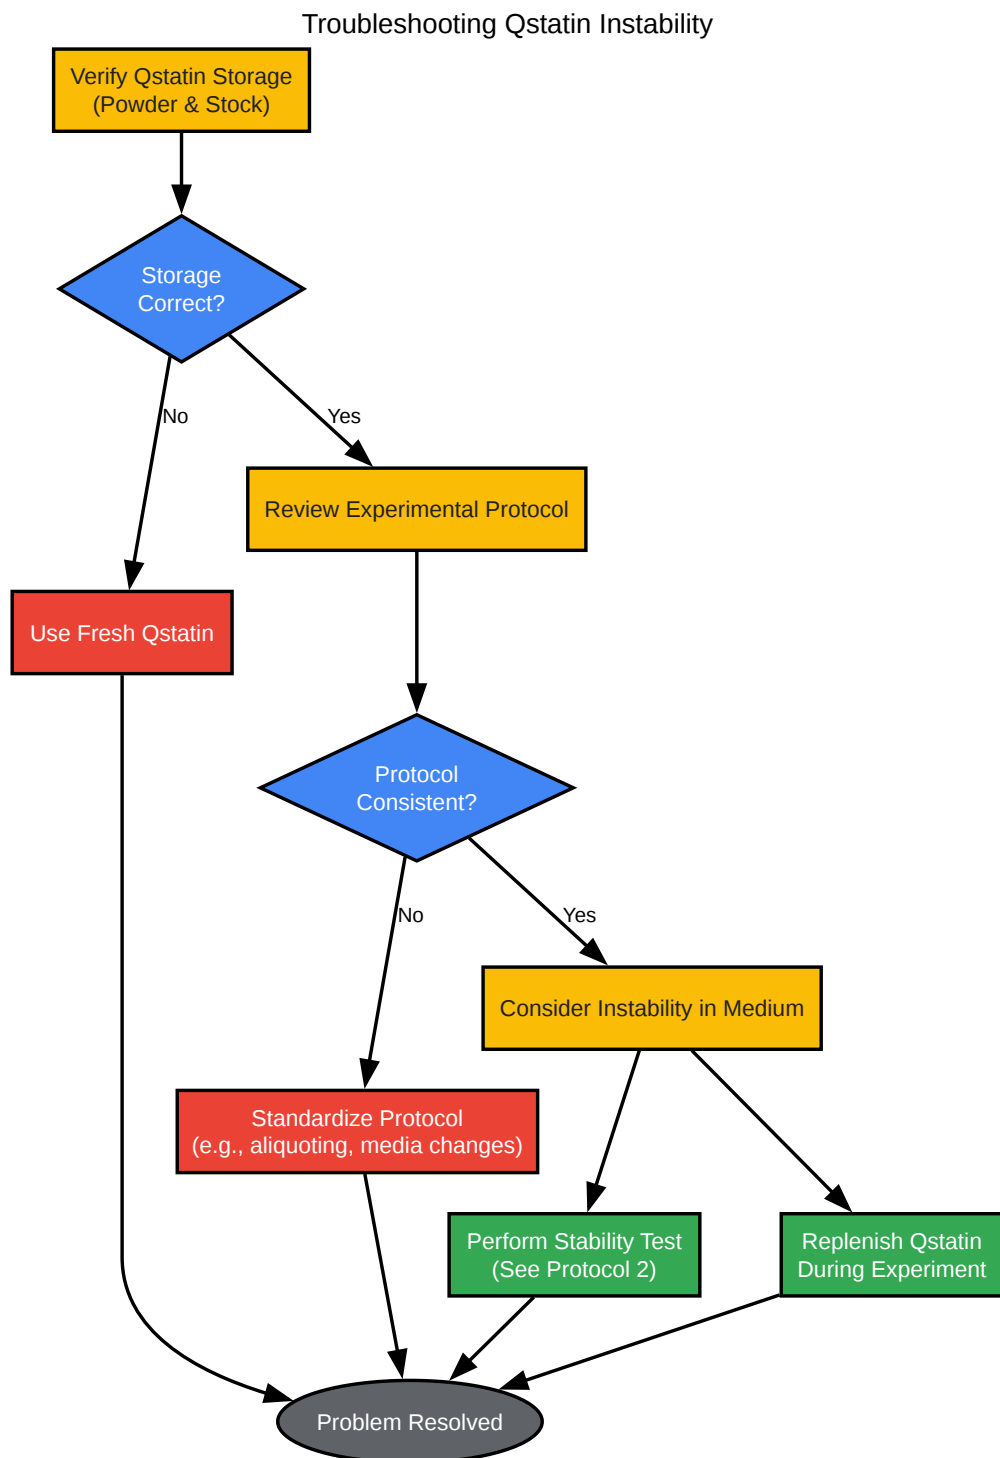 Troubleshooting Qstatin Instability
Verify Qstatin Storage
(Powder & Stock)
Storage
Correct?
No
Yes
Review Experimental Protocol
Use Fresh Qstatin
Protocol
Consistent?
No
Yes
Consider Instability in Medium
Standardize Protocol
(e.g., aliquoting, media changes)
Perform Stability Test
(See Protocol 2)
Replenish Qstatin
During Experiment
Problem Resolved